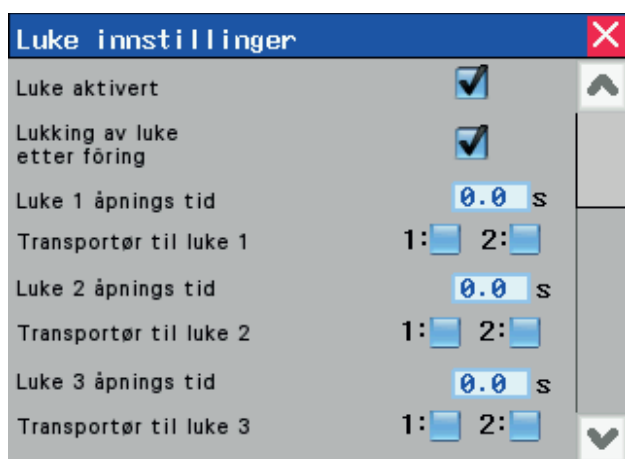 Luke innstillinger
Luke aktivert
Lukking av luke
etter fôring
Luke 1 åpnings tid 0.0 s
Transportør til luke 1 1: 2:
Luke 2 åpnings tid 0.0 s
Transportør til luke 2 1: 2:
Luke 3 åpnings tid 0.0 s
Transportør til luke 3 1: 2: